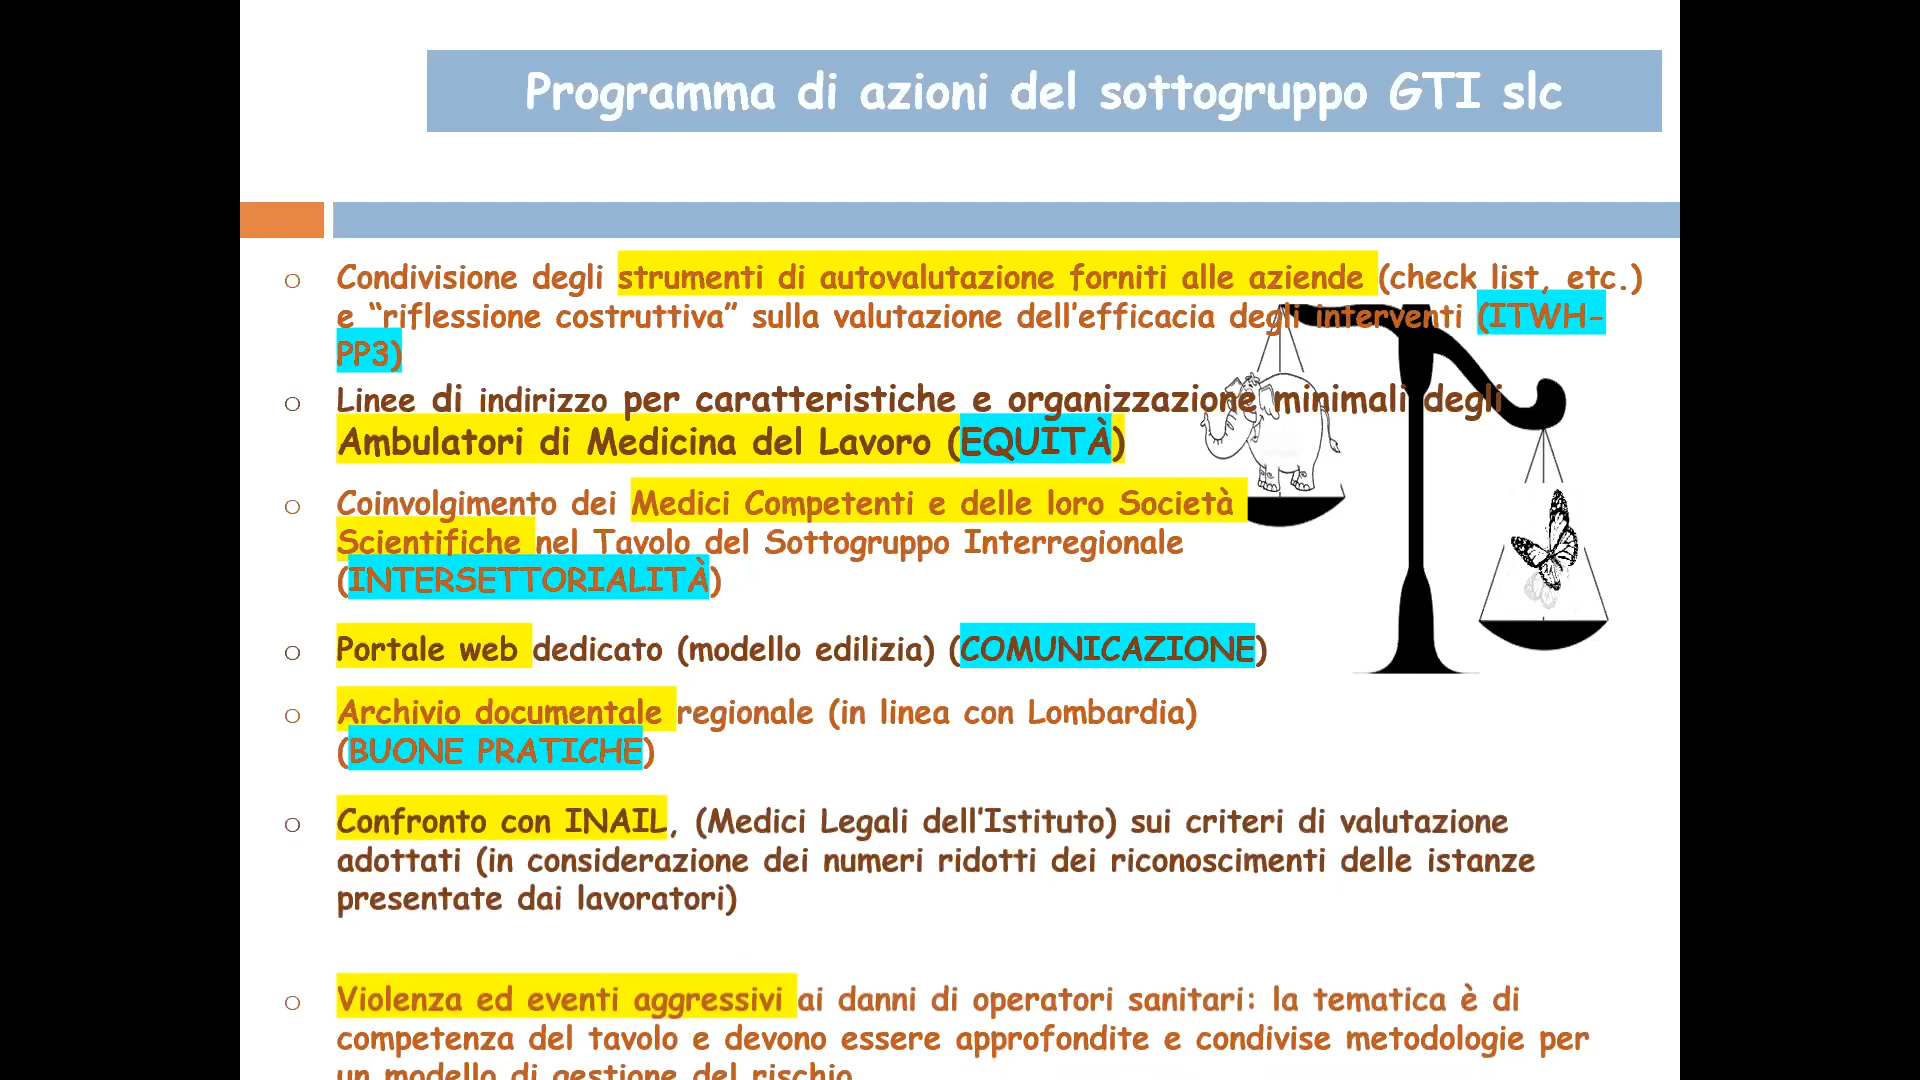 Programma di azioni del sottogruppo GTI slc
Condivisione degli strumenti di autovalutazione forniti alle aziende (check list, etc.)
e “riflessione costruttiva” sulla valutazione dell’efficacia degli interventi (ITWH-
PP3)
Linee di indirizzo per caratteristiche e organizzazione minimali degli
Ambulatori di Medicina del Lavoro (EQUITÀ)
Coinvolgimento dei Medici Competenti e delle loro Società
Scientifiche nel Tavolo del Sottogruppo Interregionale
(INTERSETTORIALITÀ)
Portale web dedicato (modello edilizia) (COMUNICAZIONE)
Archivio documentale regionale (in linea con Lombardia)
(BUONE PRATICHE)
Confronto con INAIL, (Medici Legali dell’Istituto) sui criteri di valutazione
adottati (in considerazione dei numeri ridotti dei riconoscimenti delle istanze
presentate dai lavoratori)
Violenza ed eventi aggressivi ai danni di operatori sanitari: la tematica è di
competenza del tavolo e devono essere approfondite e condivise metodologie per
un modello di gestione del rischio